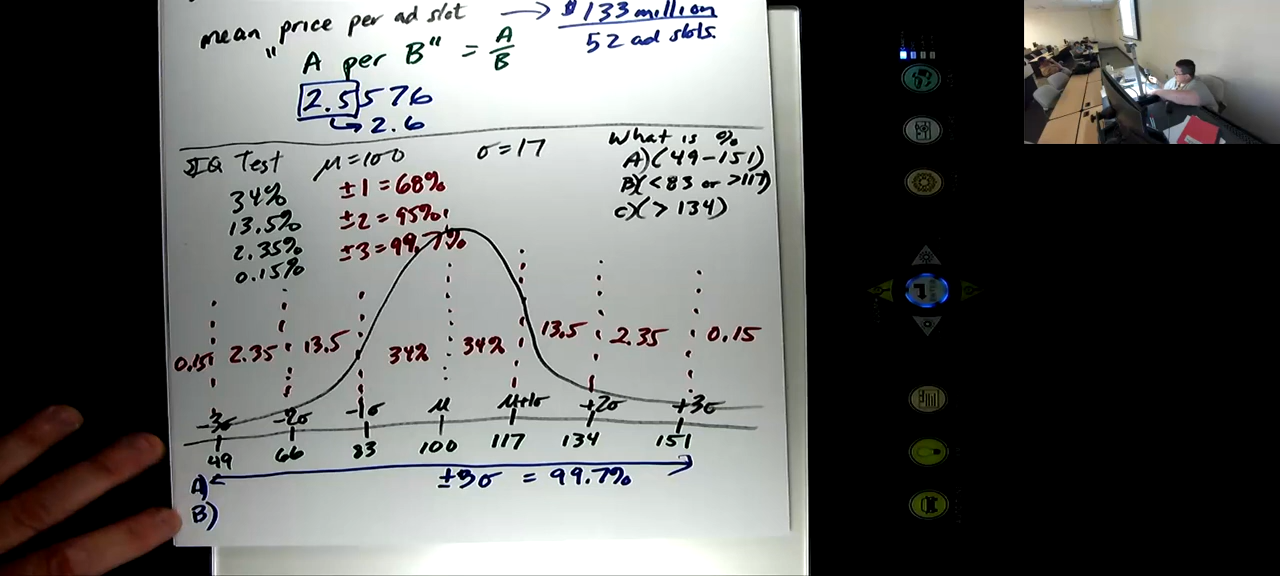 mean price per ad slot → $133 million
52 ad slots
"A per B" = A/B
2.5576
↳ 2.6
IQ Test μ=100 σ=17 What is %
34% ±1 = 68% A) (49-151)
13.5% ±2 = 95% B) (<83 or >117)
2.35% ±3 = 99.7% C) (> 134)
0.15%
0.15 2.35 13.5 34% 34% 13.5 2.35 0.15
-3σ -2σ -1σ μ μ+1σ +2σ +3σ
49 66 83 100 117 134 151
A) ±3σ = 99.7%
B)